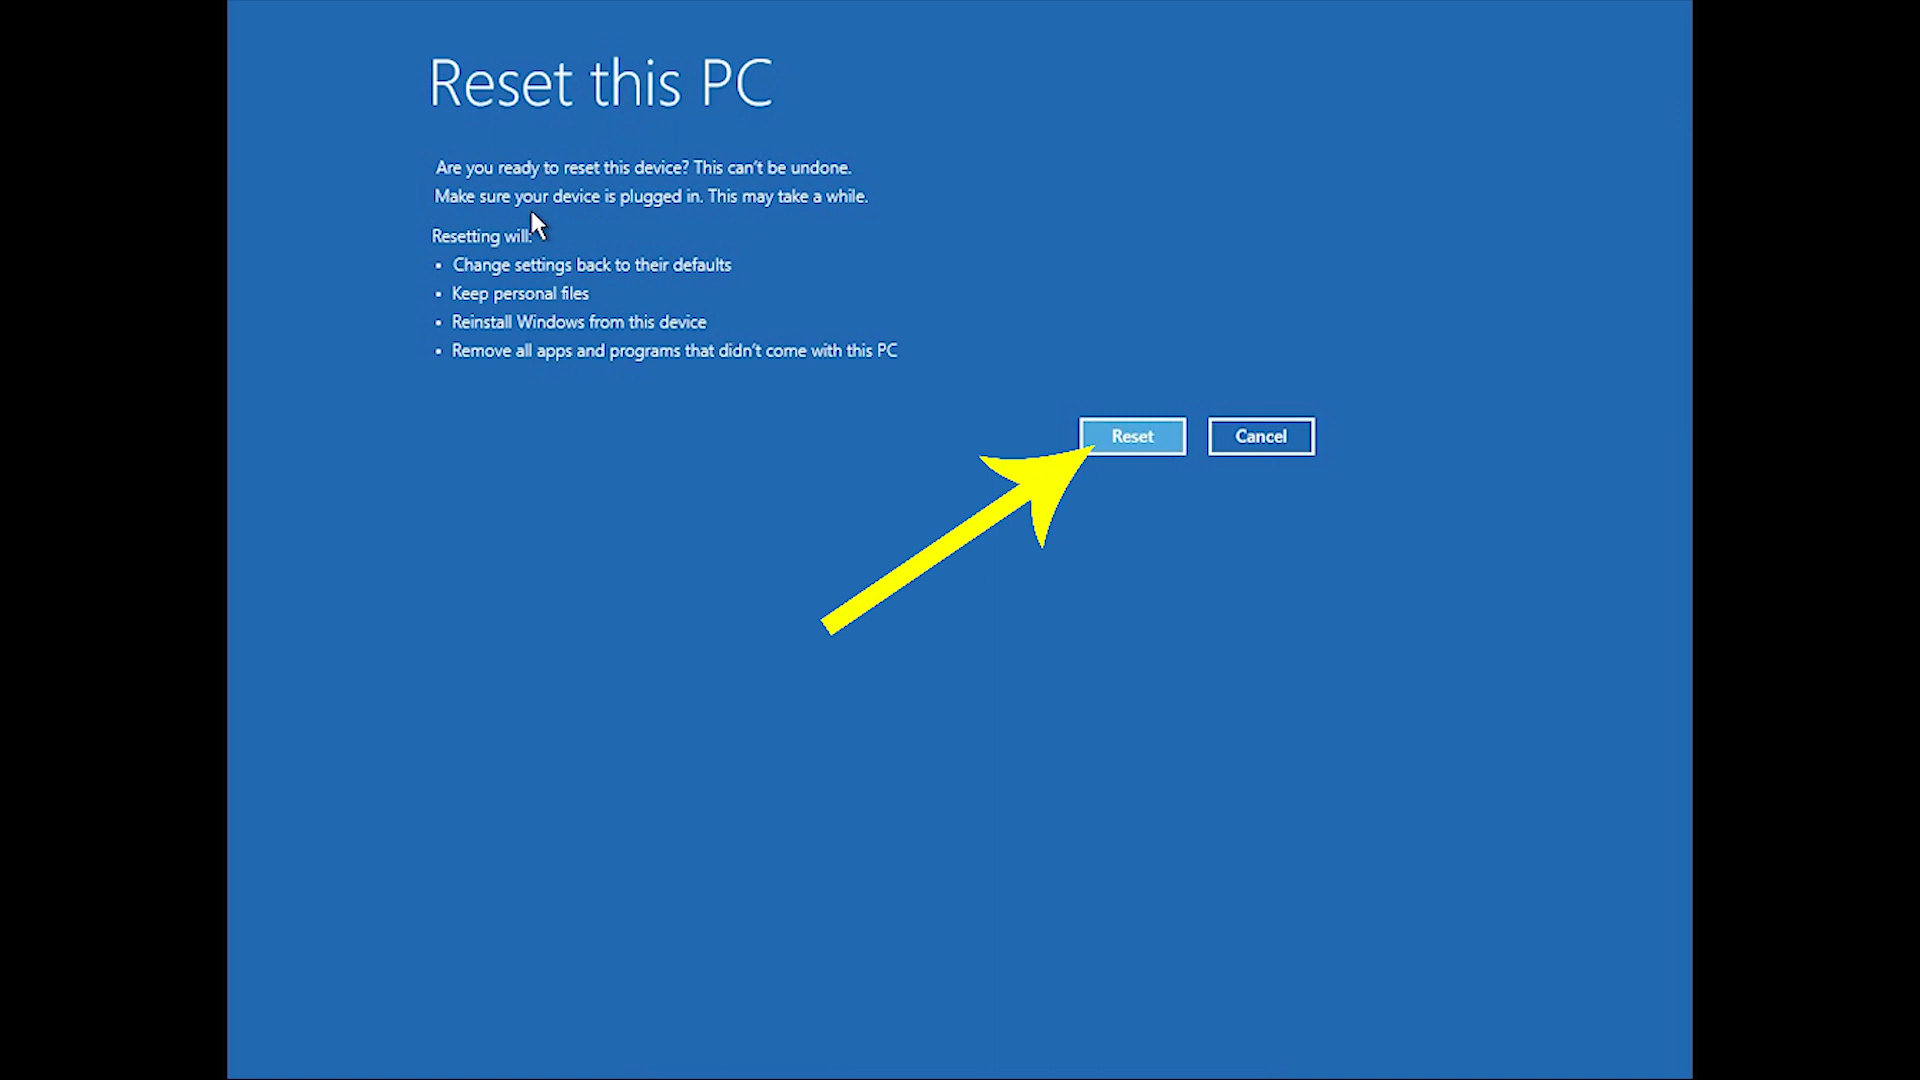 Reset this PC
Are you ready to reset this device? This can't be undone.
Make sure your device is plugged in. This may take a while.
Resetting will:
• Change settings back to their defaults
• Keep personal files
• Reinstall Windows from this device
• Remove all apps and programs that didn't come with this PC
Reset Cancel